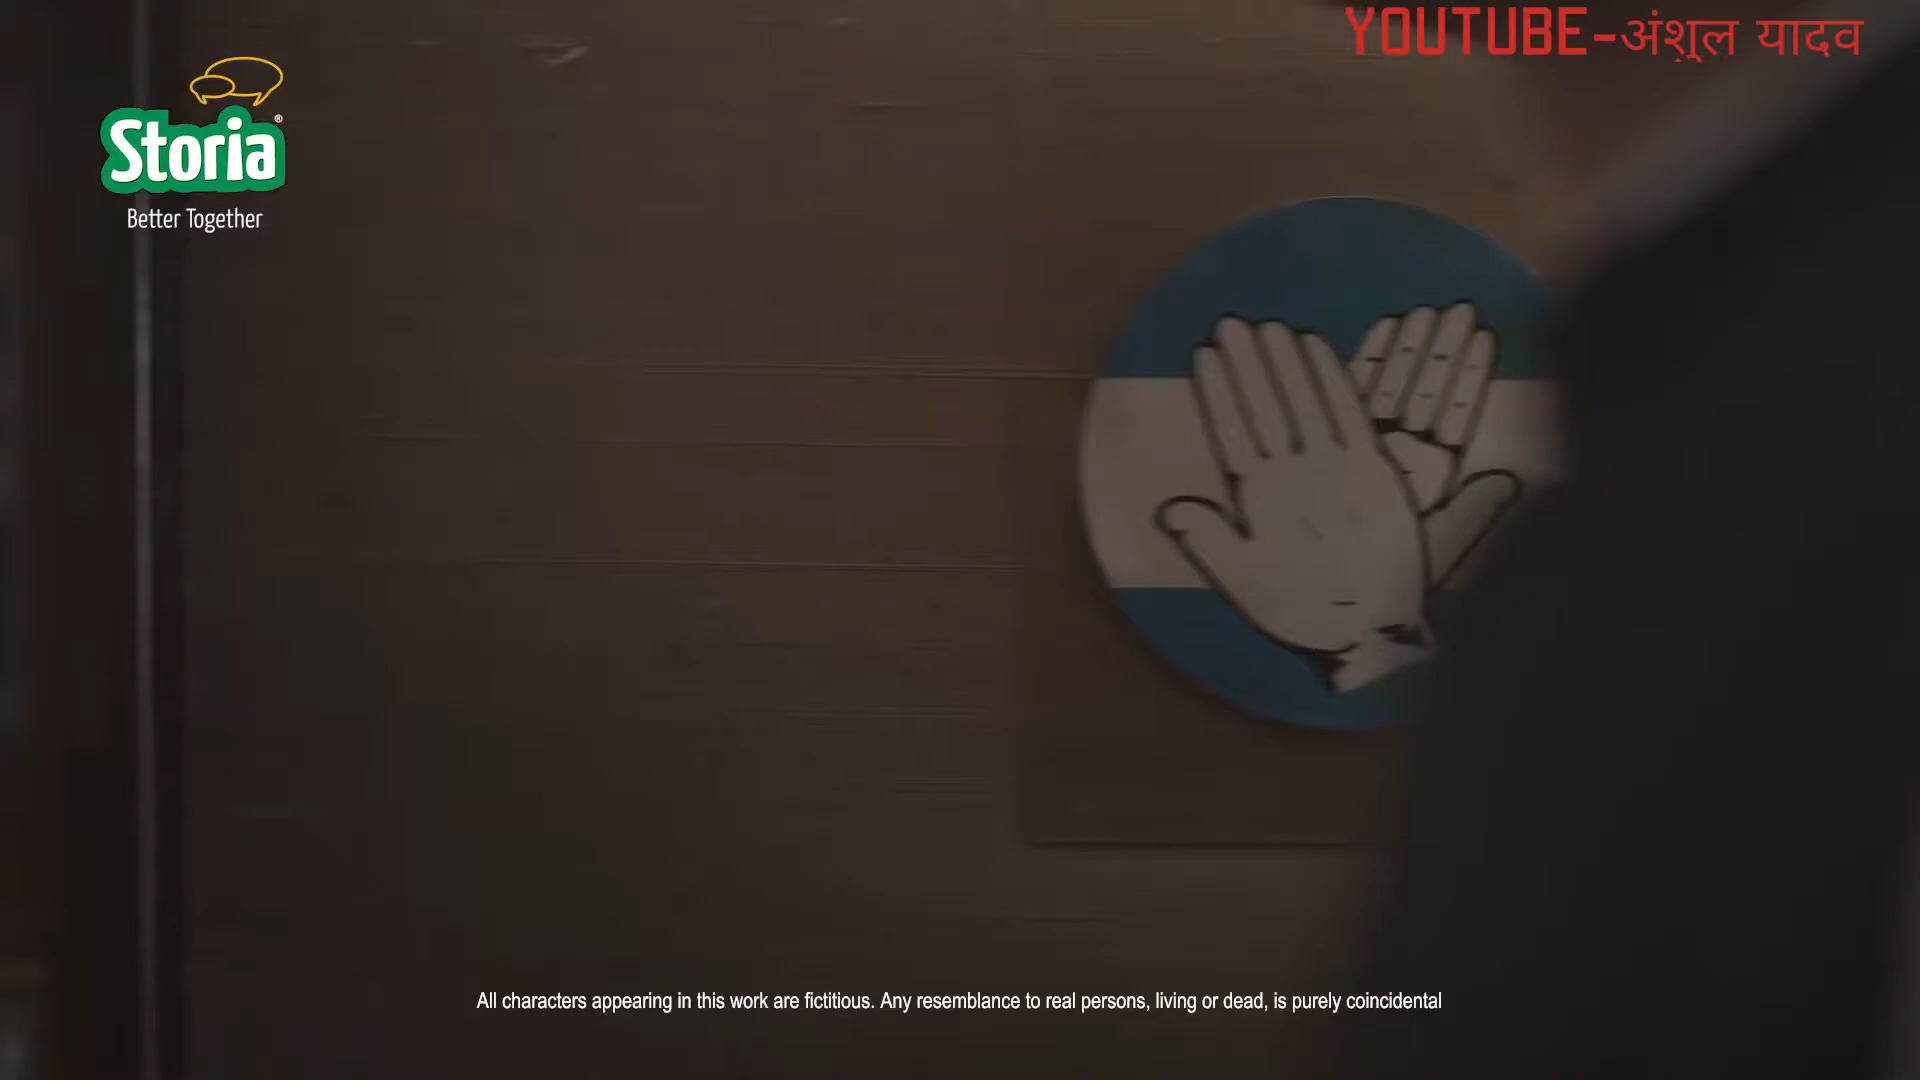 YOUTUBE-अंशुल यादव
Storia®
Better Together
All characters appearing in this work are fictitious. Any resemblance to real persons, living or dead, is purely coincidental